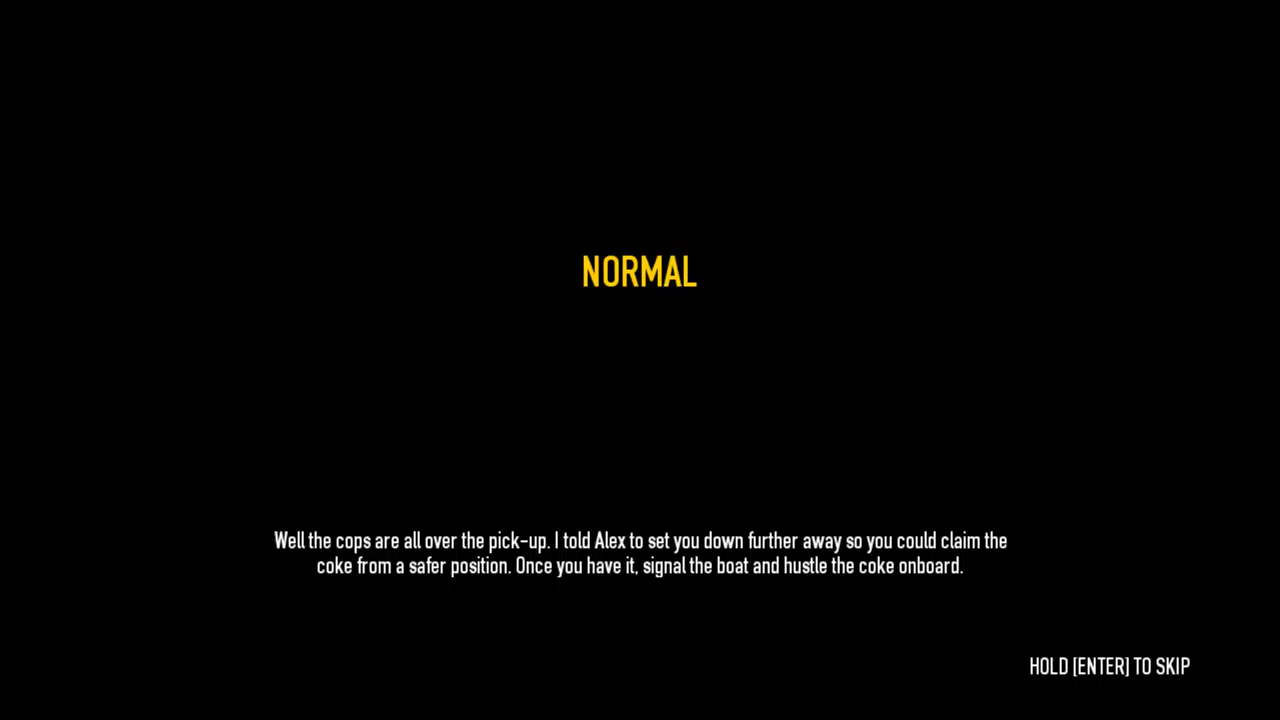 NORMAL
Well the cops are all over the pick-up. I told Alex to set you down further away so you could claim the
coke from a safer position. Once you have it, signal the boat and hustle the coke onboard.
HOLD [ENTER] TO SKIP